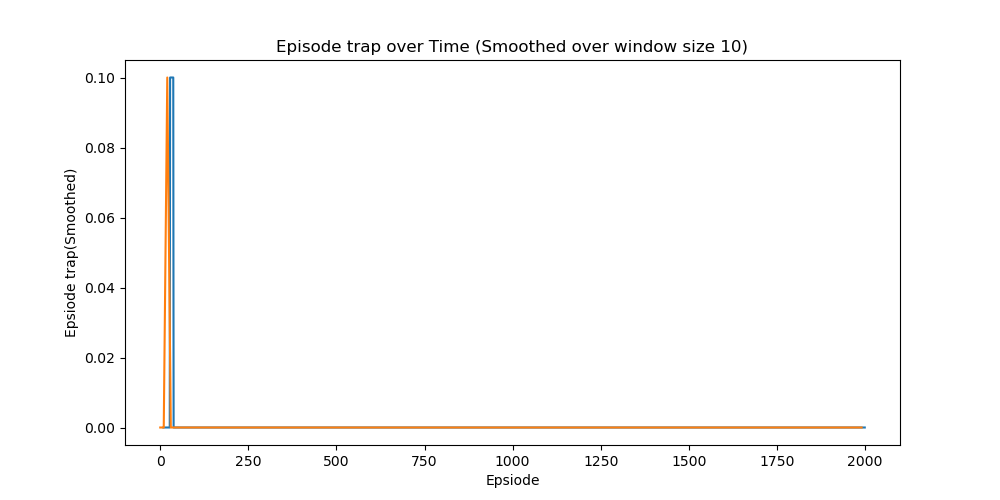 Episode trap over Time (Smoothed over window size 10)
Epsiode trap(Smoothed)
0.10
0.08
0.06
0.04
0.02
0.00
0 250 500 750 1000 1250 1500 1750 2000
Epsiode